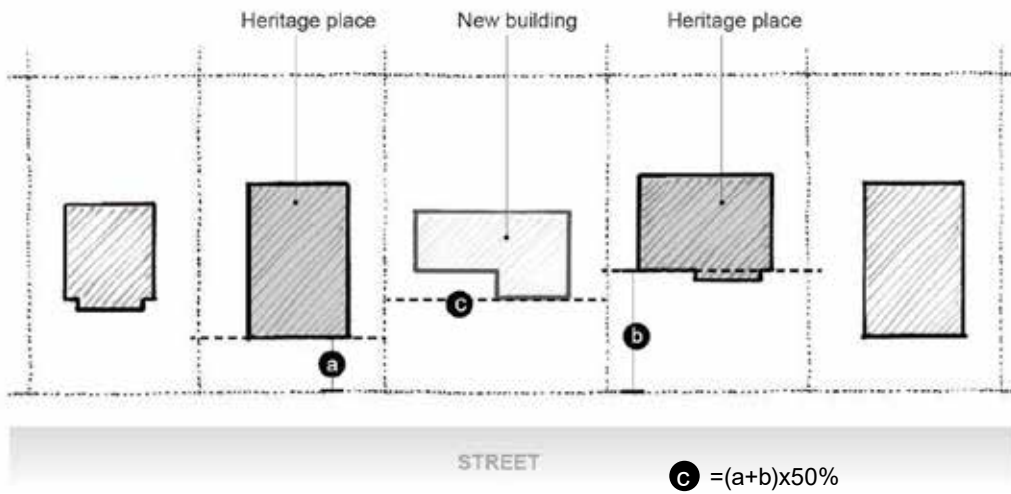 Heritage place
New building
Heritage place
c
b
a
STREET
c =(a+b)x50%